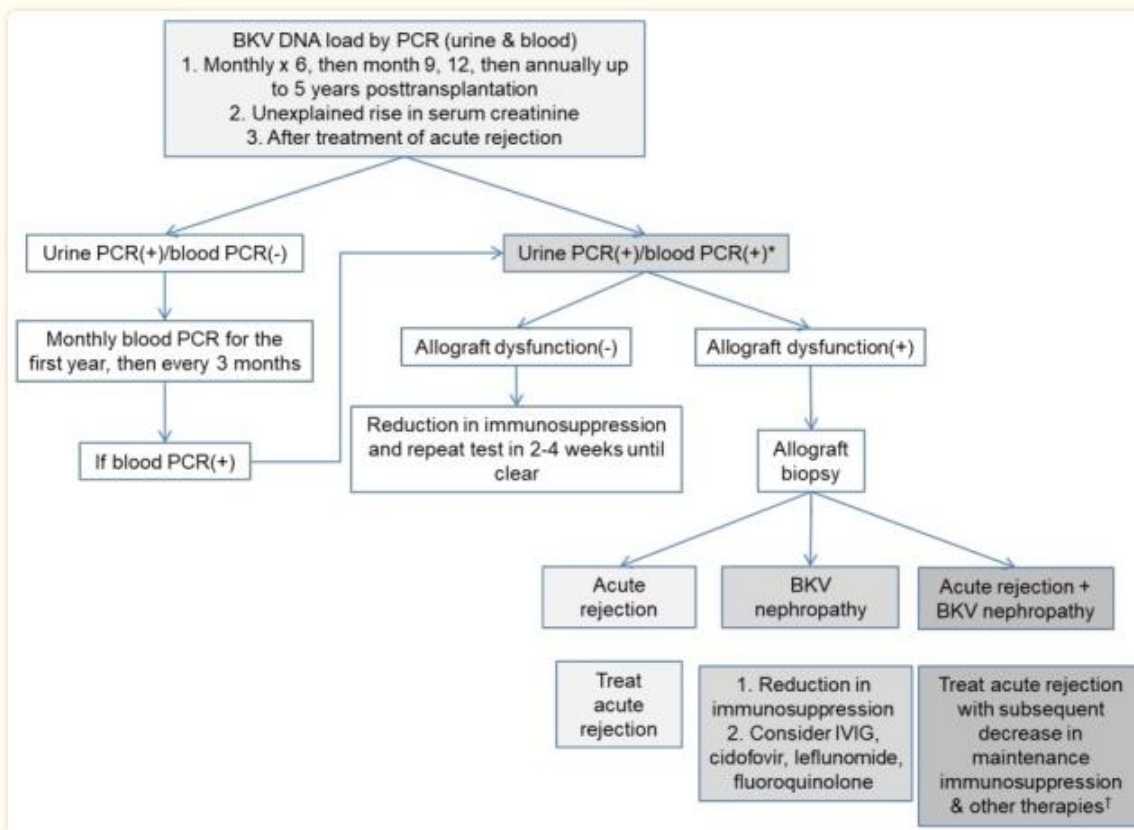 BKV DNA load by PCR (urine & blood)
1. Monthly x 6, then month 9, 12, then annually up
to 5 years posttransplantation
2. Unexplained rise in serum creatinine
3. After treatment of acute rejection
Urine PCR(+)/blood PCR(-)
Urine PCR(+)/blood PCR(+)*
Monthly blood PCR for the
first year, then every 3 months
Allograft dysfunction(-)
Allograft dysfunction(+)
If blood PCR(+)
Reduction in immunosuppression
and repeat test in 2-4 weeks until
clear
Allograft
biopsy
Acute
rejection
BKV
nephropathy
Acute rejection +
BKV nephropathy
Treat
acute
rejection
1. Reduction in
immunosuppression
2. Consider IVIG,
cidofovir, leflunomide,
fluoroquinolone
Treat acute rejection
with subsequent
decrease in
maintenance
immunosuppression
& other therapies†